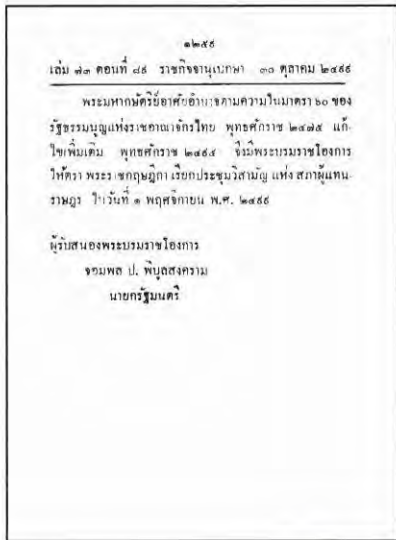 ๑๒๕๙
เล่ม ๗๓ ตอนที่ ๘๙ ราชกิจจานุเบกษา ๓๐ ตุลาคม ๒๔๙๙
พระมหากษัตริย์อาศัยอำนาจตามความในมาตรา ๖๐ ของ
รัฐธรรมนูญแห่งราชอาณาจักรไทย พุทธศักราช ๒๔๗๕ แก้-
ไขเพิ่มเติม พุทธศักราช ๒๔๙๕ จึงมีพระบรมราชโองการ
ให้ตรา พระราชกฤษฎีกา เรียกประชุมวิสามัญ แห่ง สภาผู้แทน-
ราษฎร ในวันที่ ๑ พฤศจิกายน พ.ศ. ๒๔๙๙
ผู้รับสนองพระบรมราชโองการ
จอมพล ป. พิบูลสงคราม
นายกรัฐมนตรี